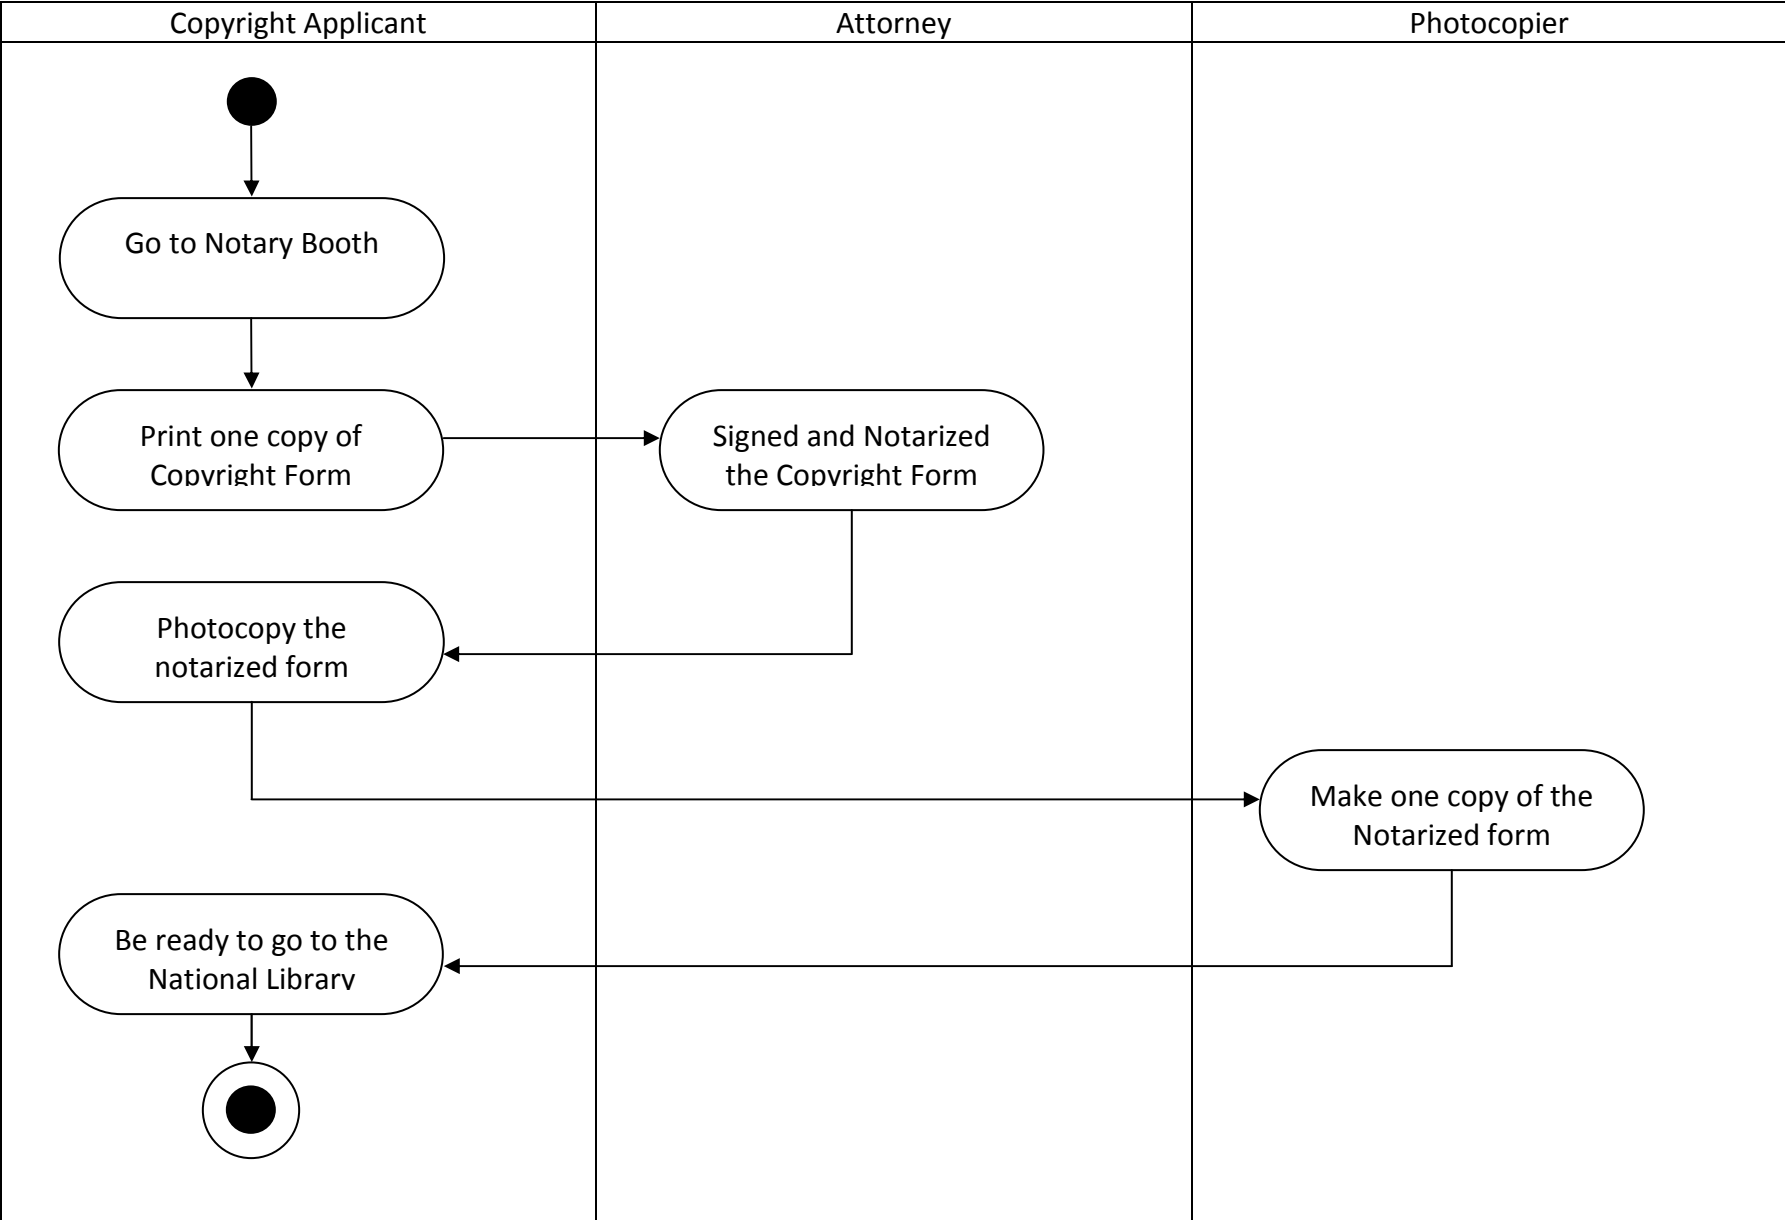 Copyright Applicant
Attorney
Photocopier
Go to Notary Booth
Print one copy of
Copyright Form
Signed and Notarized
the Copyright Form
Photocopy the
notarized form
Make one copy of the
Notarized form
Be ready to go to the
National Library